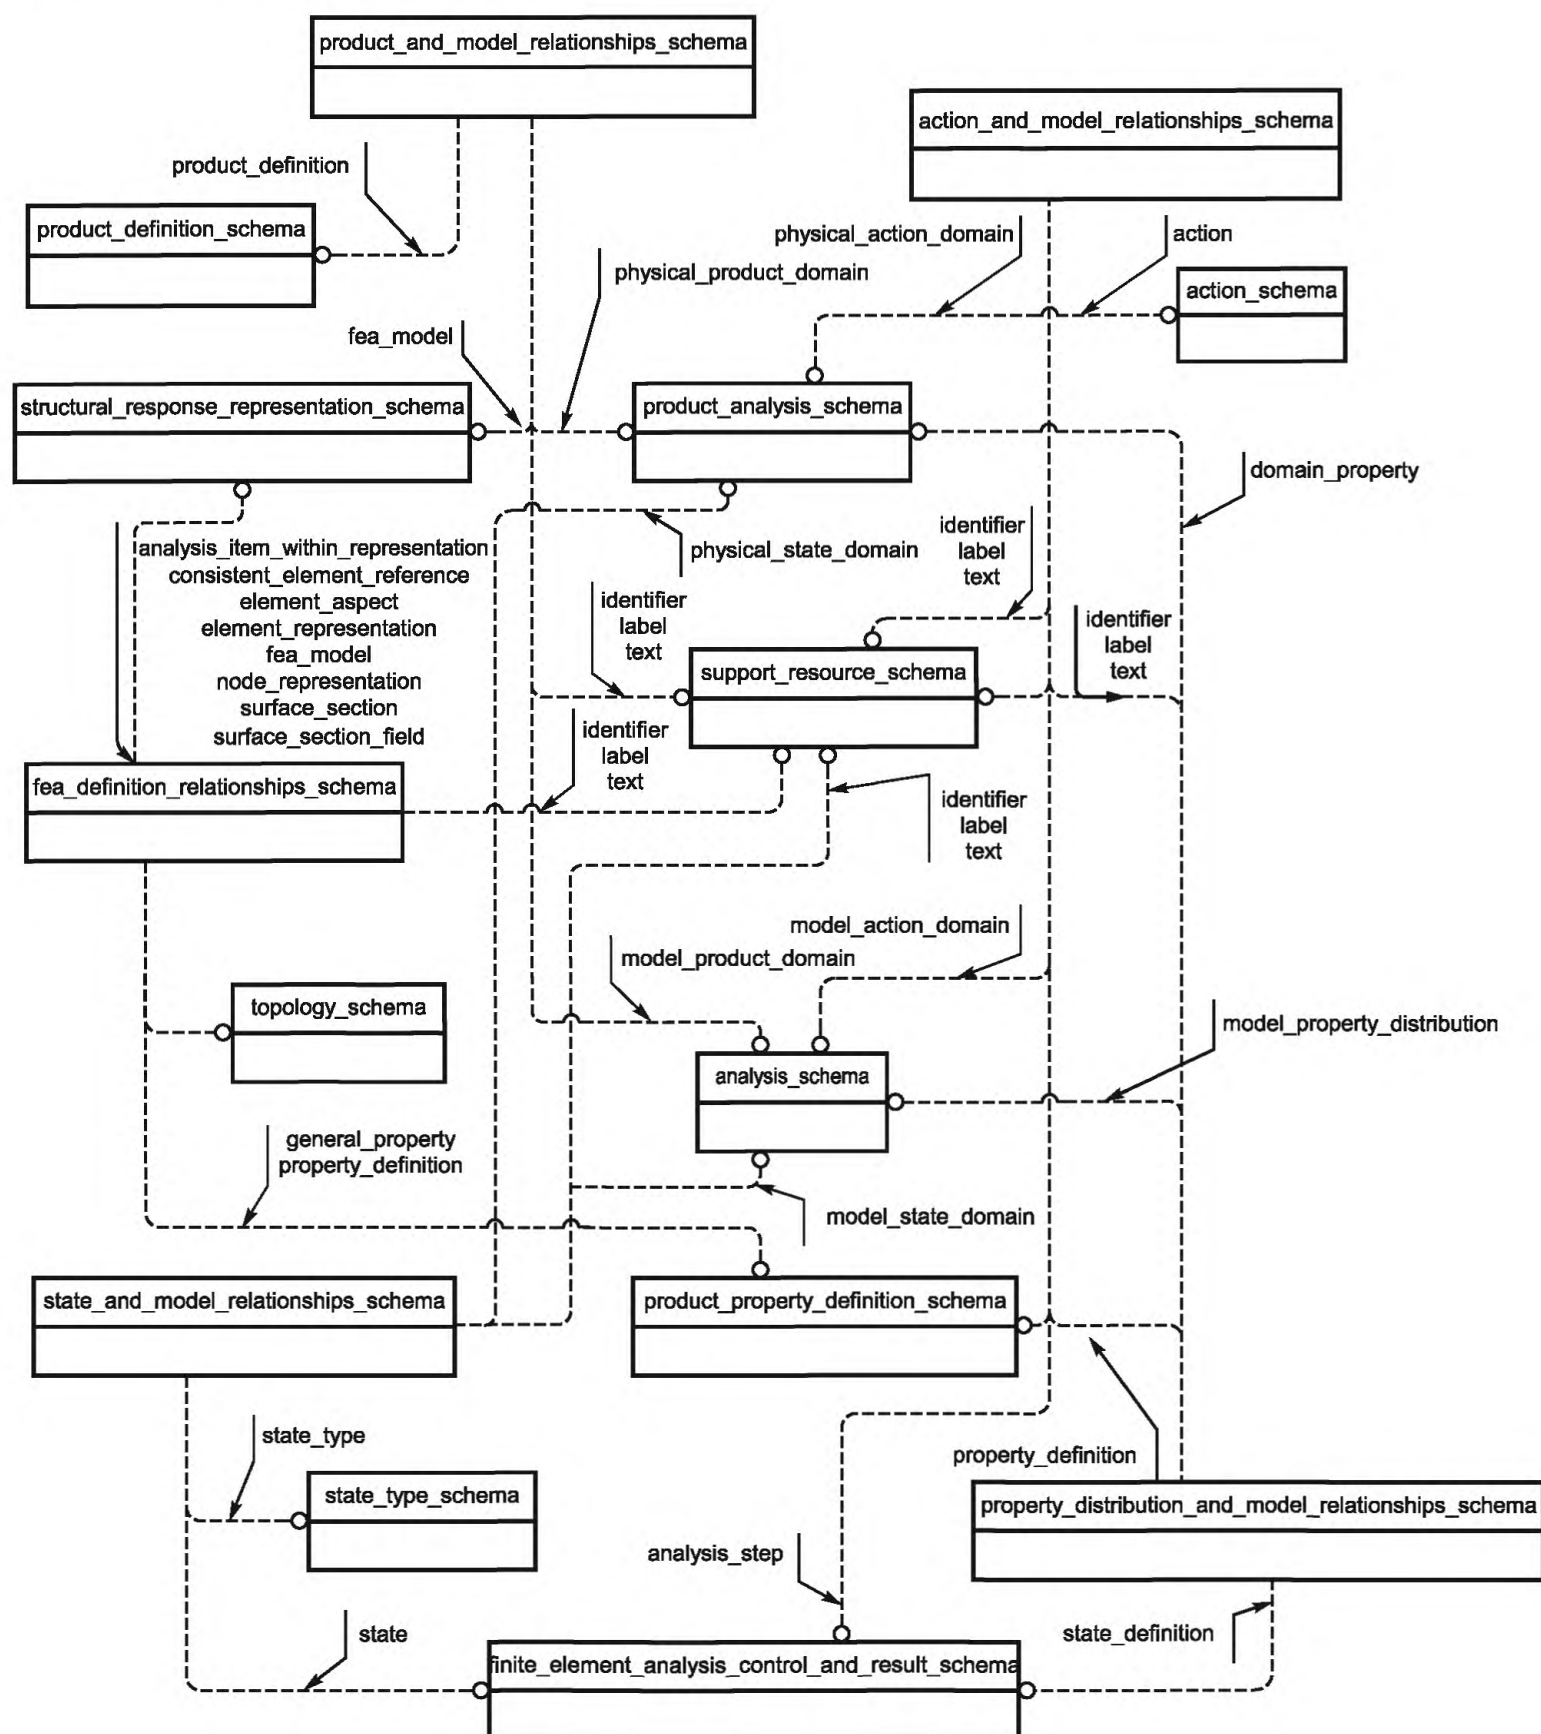 product_and_model_relationships_schema
action_and_model_relationships_schema
product_definition
product_definition_schema
physical_action_domain
action
physical_product_domain
action_schema
fea_model
structural_response_representation_schema
product_analysis_schema
domain_property
identifier
label
text
physical_state_domain
analysis_item_within_representation
consistent_element_reference
element_aspect
element_representation
fea_model
node_representation
surface_section
surface_section_field
identifier
label
text
identifier
label
text
support_resource_schema
identifier
label
text
fea_definition_relationships_schema
identifier
label
text
model_action_domain
model_product_domain
topology_schema
model_property_distribution
analysis_schema
general_property
property_definition
model_state_domain
state_and_model_relationships_schema
product_property_definition_schema
state_type
property_definition
state_type_schema
property_distribution_and_model_relationships_schema
analysis_step
state
state_definition
finite_element_analysis_control_and_result_schema